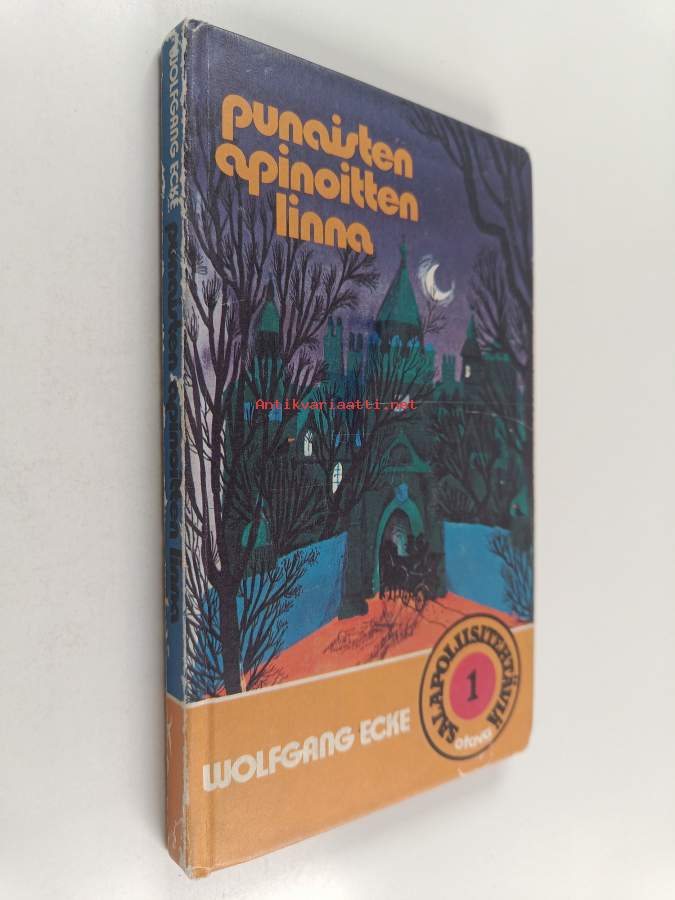 punaisten
apinoitten
linna
WOLFGANG ECKE
SALAPOLIISITEHTÄVIÄ
1
otava
WOLFGANG ECKE
punaisten apinoitten linna
Antikvariaatti.net